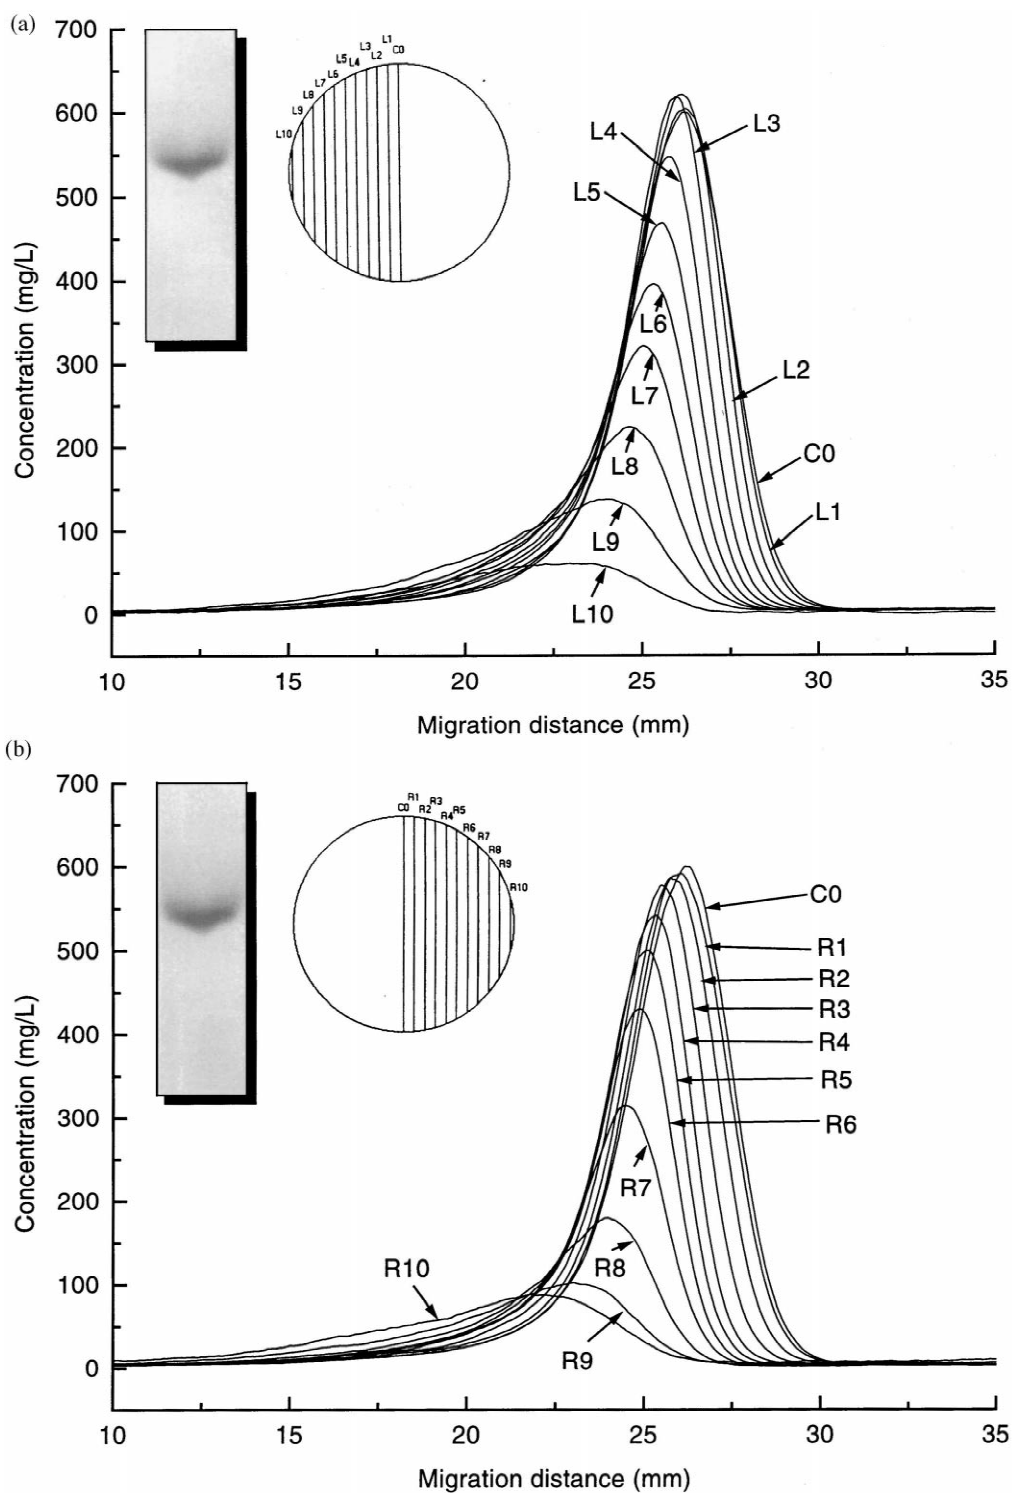 (a)
700
600
500
400
300
200
100
0
Concentration (mg/L)
L10
L9
L8
L7
L6
L5
L4
L3
L2
L1
C0
L4
L3
L5
L6
L7
L2
L8
C0
L9
L1
L10
10 15 20 25 30 35
Migration distance (mm)
(b)
700
600
500
400
300
200
100
0
Concentration (mg/L)
C0
R1
R2
R3
R4
R5
R6
R7
R8
R9
R10
C0
R1
R2
R3
R4
R5
R6
R7
R8
R10
R9
10 15 20 25 30 35
Migration distance (mm)